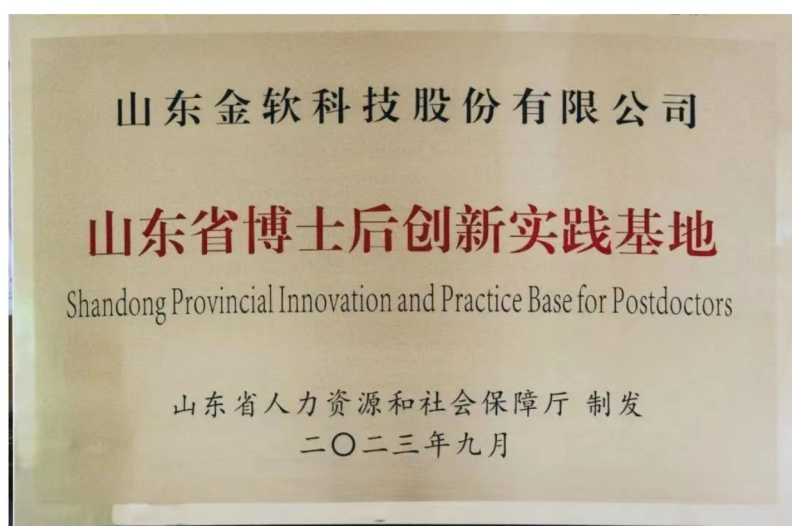 山东金软科技股份有限公司
山东省博士后创新实践基地
Shandong Provincial Innovation and Practice Base for Postdoctors
山东省人力资源和社会保障厅 制发
二〇二三年九月